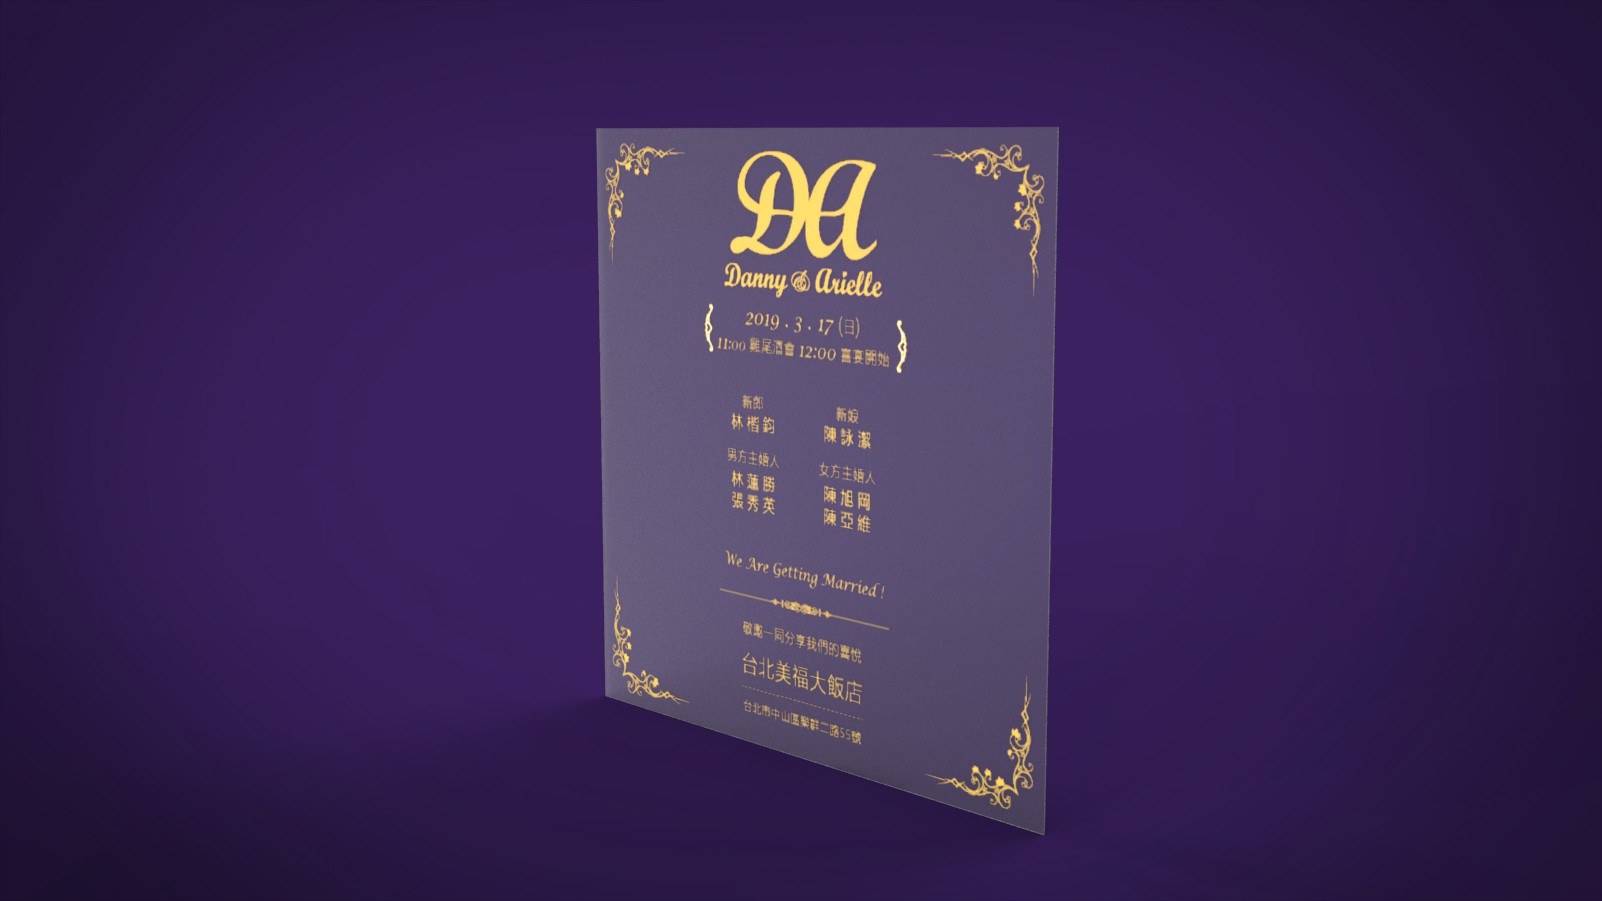 DA
Danny & Arielle
2019 . 3 . 17 (日)
11:00 雞尾酒會 12:00 喜宴開始
新郎 新娘
林楷鈞 陳詠潔
男方主婚人 女方主婚人
林蓮勝 陳旭岡
張秀英 陳亞維
We Are Getting Married !
敬邀一同分享我們的喜悅
台北美福大飯店
台北市中山區樂群二路55號